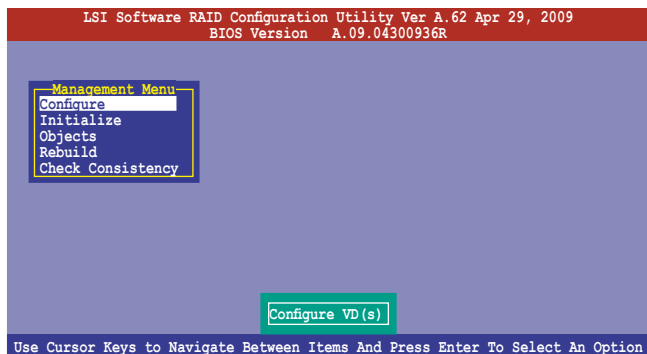 LSI Software RAID Configuration Utility Ver A.62 Apr 29, 2009
BIOS Version A.09.04300936R
Management Menu
Configure
Initialize
Objects
Rebuild
Check Consistency
Configure VD(s)
Use Cursor Keys to Navigate Between Items And Press Enter To Select An Option